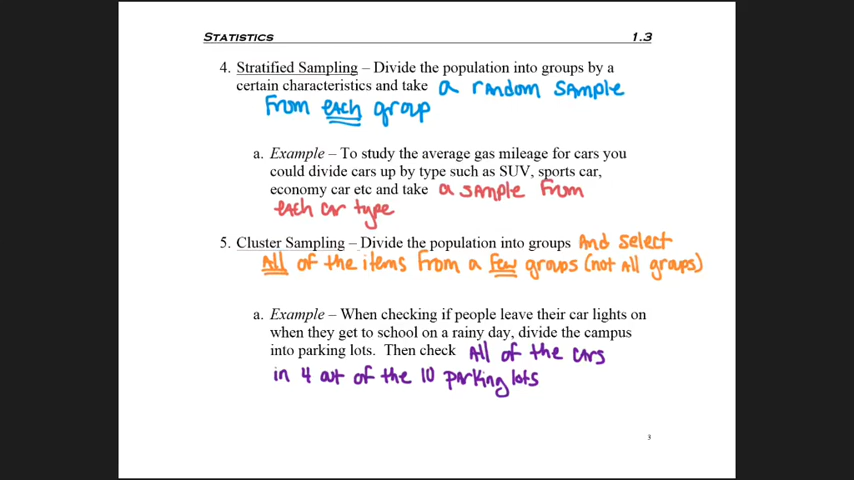 STATISTICS 1.3
4. Stratified Sampling – Divide the population into groups by a
certain characteristics and take a random sample
from each group
a. Example – To study the average gas mileage for cars you
could divide cars up by type such as SUV, sports car,
economy car etc and take a sample from
each car type
5. Cluster Sampling – Divide the population into groups And select
All of the items from a few groups (not All groups)
a. Example – When checking if people leave their car lights on
when they get to school on a rainy day, divide the campus
into parking lots. Then check All of the cars
in 4 out of the 10 parking lots
3